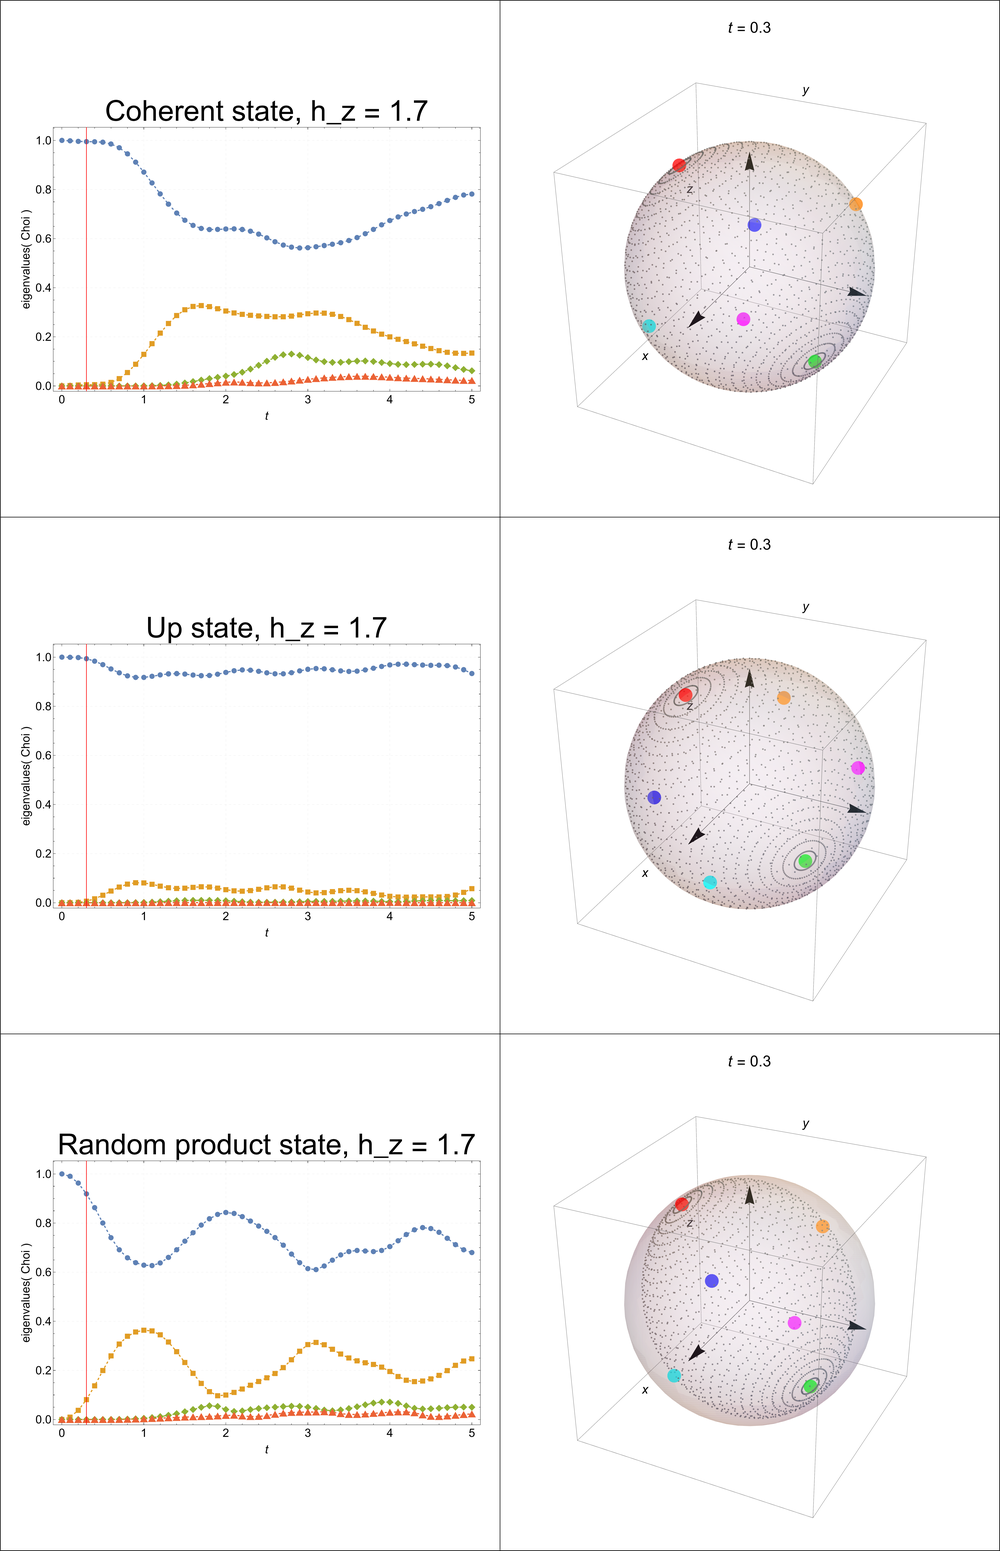 Coherent state, h_z = 1.7
eigenvalues( Choi )
1.0
0.8
0.6
0.4
0.2
0.0
0 1 2 3 4 5
t
t = 0.3
y
z
x
Up state, h_z = 1.7
eigenvalues( Choi )
1.0
0.8
0.6
0.4
0.2
0.0
0 1 2 3 4 5
t
t = 0.3
y
z
x
Random product state, h_z = 1.7
eigenvalues( Choi )
1.0
0.8
0.6
0.4
0.2
0.0
0 1 2 3 4 5
t
t = 0.3
y
z
x